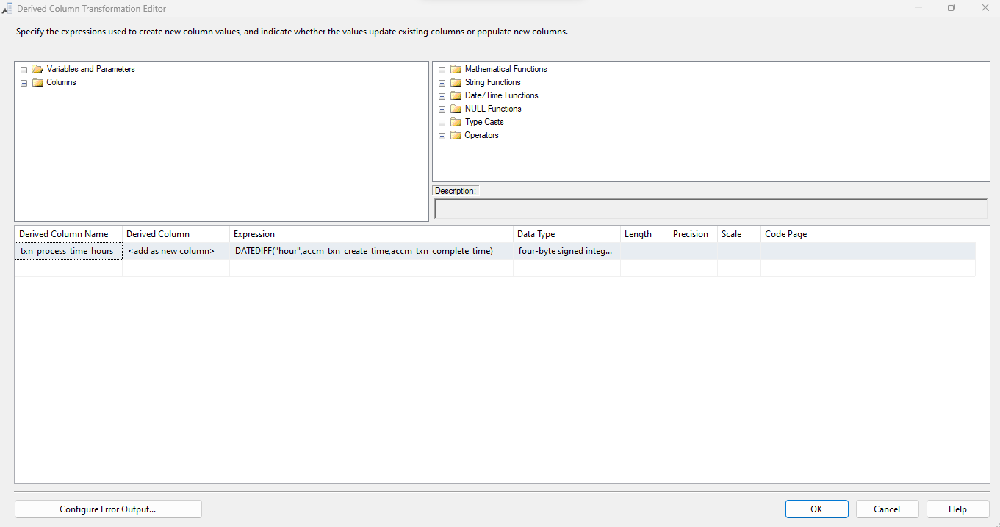 Derived Column Transformation Editor
Specify the expressions used to create new column values, and indicate whether the values update existing columns or populate new columns.
Variables and Parameters
Columns
Mathematical Functions
String Functions
Date/Time Functions
NULL Functions
Type Casts
Operators
Description:
Derived Column Name Derived Column Expression Data Type Length Precision Scale Code Page
txn_process_time_hours <add as new column> DATEDIFF("hour",accm_txn_create_time,accm_txn_complete_time) four-byte signed integ...
Configure Error Output... OK Cancel Help